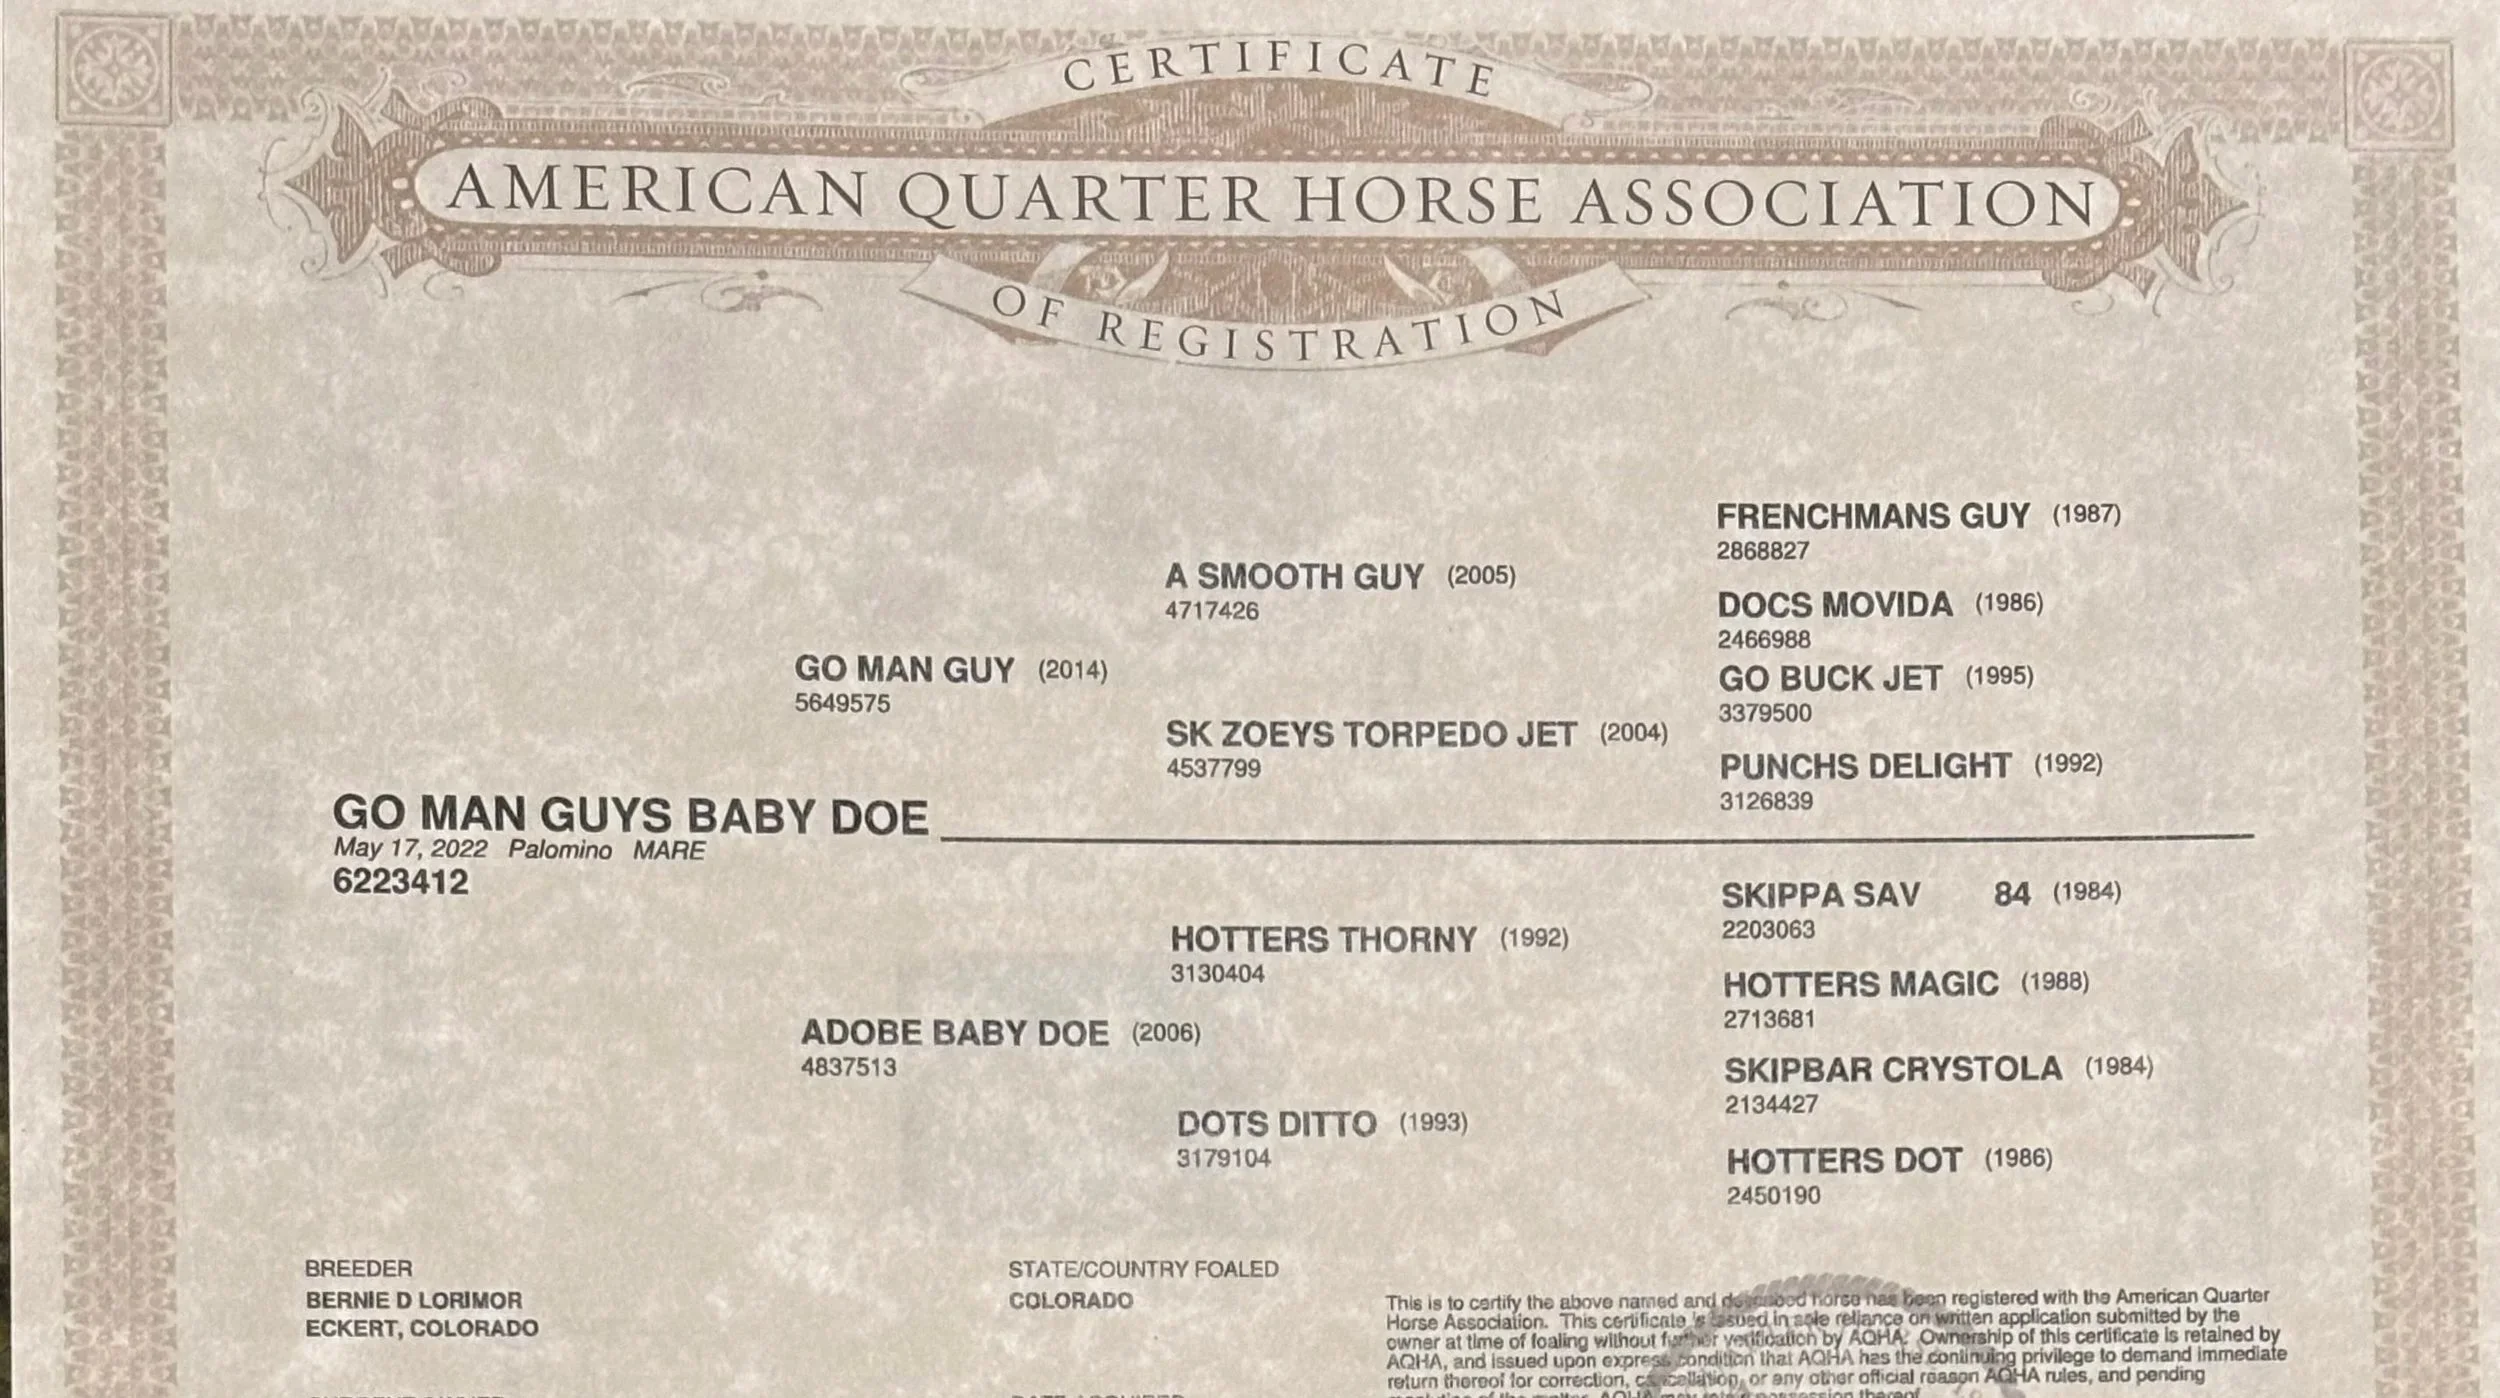 CERTIFICATE
AMERICAN QUARTER HORSE ASSOCIATION
OF REGISTRATION
FRENCHMANS GUY (1987)
2868827
A SMOOTH GUY (2005)
4717426
DOCS MOVIDA (1986)
2466988
GO MAN GUY (2014)
5649575
GO BUCK JET (1995)
3379500
SK ZOEYS TORPEDO JET (2004)
4537799
PUNCHS DELIGHT (1992)
3126839
GO MAN GUYS BABY DOE
May 17, 2022 Palomino MARE
6223412
SKIPPA SAV 84 (1984)
2203063
HOTTERS THORNY (1992)
3130404
HOTTERS MAGIC (1988)
2713681
ADOBE BABY DOE (2006)
4837513
SKIPBAR CRYSTOLA (1984)
2134427
DOTS DITTO (1993)
3179104
HOTTERS DOT (1986)
2450190
BREEDER
BERNIE D LORIMOR
ECKERT, COLORADO
STATE/COUNTRY FOALED
COLORADO
This is to certify the above named and described horse has been registered with the American Quarter
Horse Association. This certificate is issued in sole reliance on written application submitted by the
owner at time of foaling without further verification by AQHA. Ownership of this certificate is retained by
AQHA, and issued upon express condition that AQHA has the continuing privilege to demand immediate
return thereof for correction, cancellation, or any other official reason AQHA rules, and pending